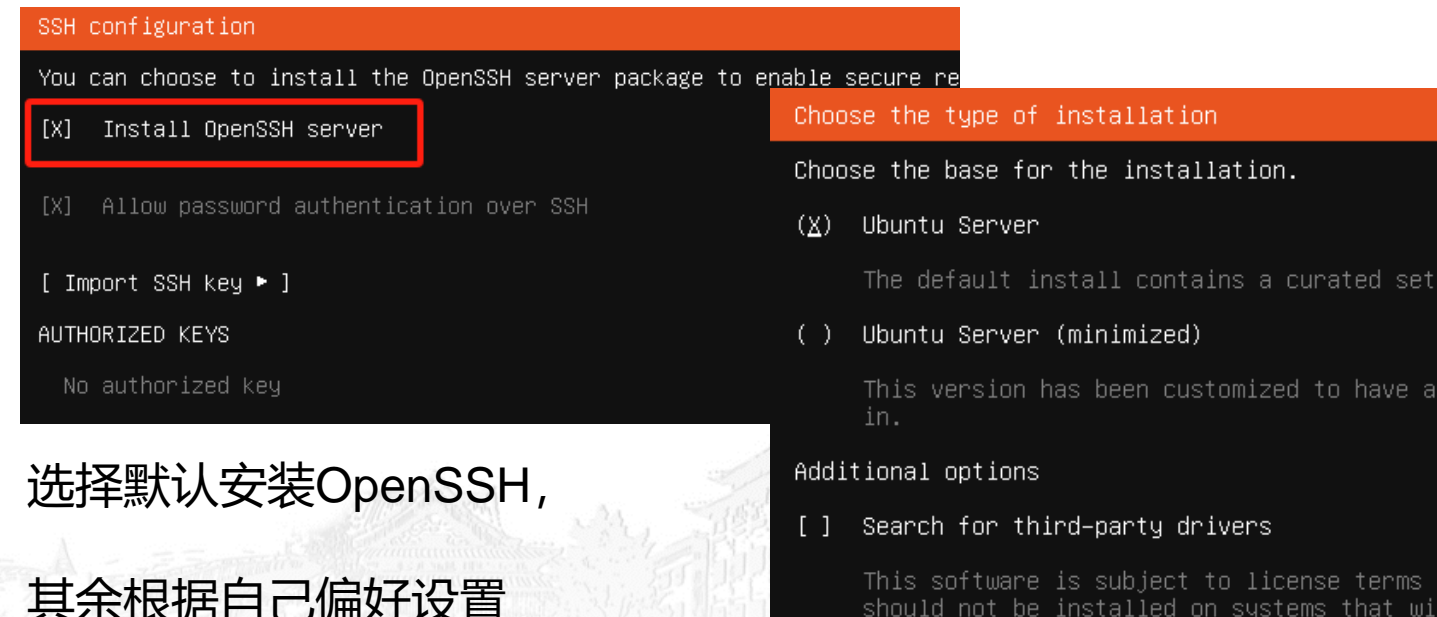 SSH configuration
You can choose to install the OpenSSH server package to enable secure re
[X] Install OpenSSH server
[X] Allow password authentication over SSH
[ Import SSH key ▸ ]
AUTHORIZED KEYS
No authorized key
Choose the type of installation
Choose the base for the installation.
(X) Ubuntu Server
The default install contains a curated set
( ) Ubuntu Server (minimized)
This version has been customized to have a
in.
Additional options
[ ] Search for third-party drivers
This software is subject to license terms
should not be installed on systems that wi
选择默认安装OpenSSH，
其余根据自己偏好设置